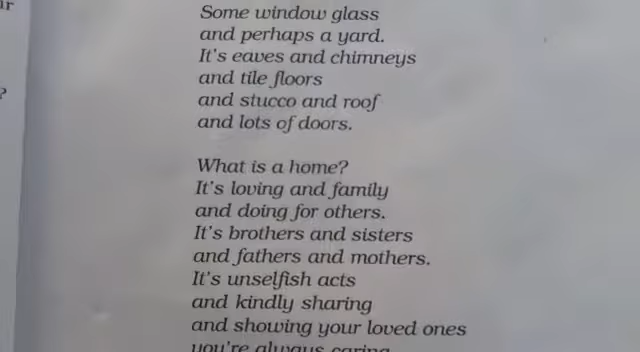 Some window glass
and perhaps a yard.
It's eaves and chimneys
and tile floors
and stucco and roof
and lots of doors.
What is a home?
It's loving and family
and doing for others.
It's brothers and sisters
and fathers and mothers.
It's unselfish acts
and kindly sharing
and showing your loved ones
you're always caring